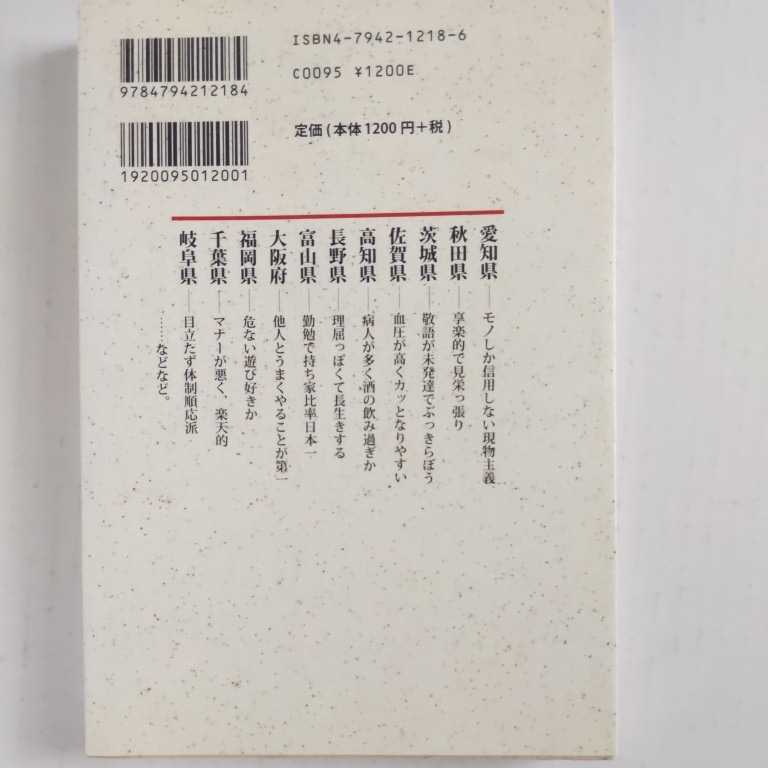 ISBN4-7942-1218-6
C0095 ¥1200E
9784794212184
定価(本体1200円+税)
1920095012001
愛知県──モノしか信用しない現物主義、
秋田県──享楽的で見栄っ張り
茨城県──敬語が未発達でぶっきらぼう
佐賀県──血圧が高くカッとなりやすい
高知県──病人が多く酒の飲み過ぎか
長野県──理屈っぽくて長生きする
富山県──勤勉で持ち家比率日本一
大阪府──他人とうまくやることが第一
福岡県──危ない遊び好きか
千葉県──マナーが悪く、楽天的
岐阜県──目立たず体制順応派
……などなど。